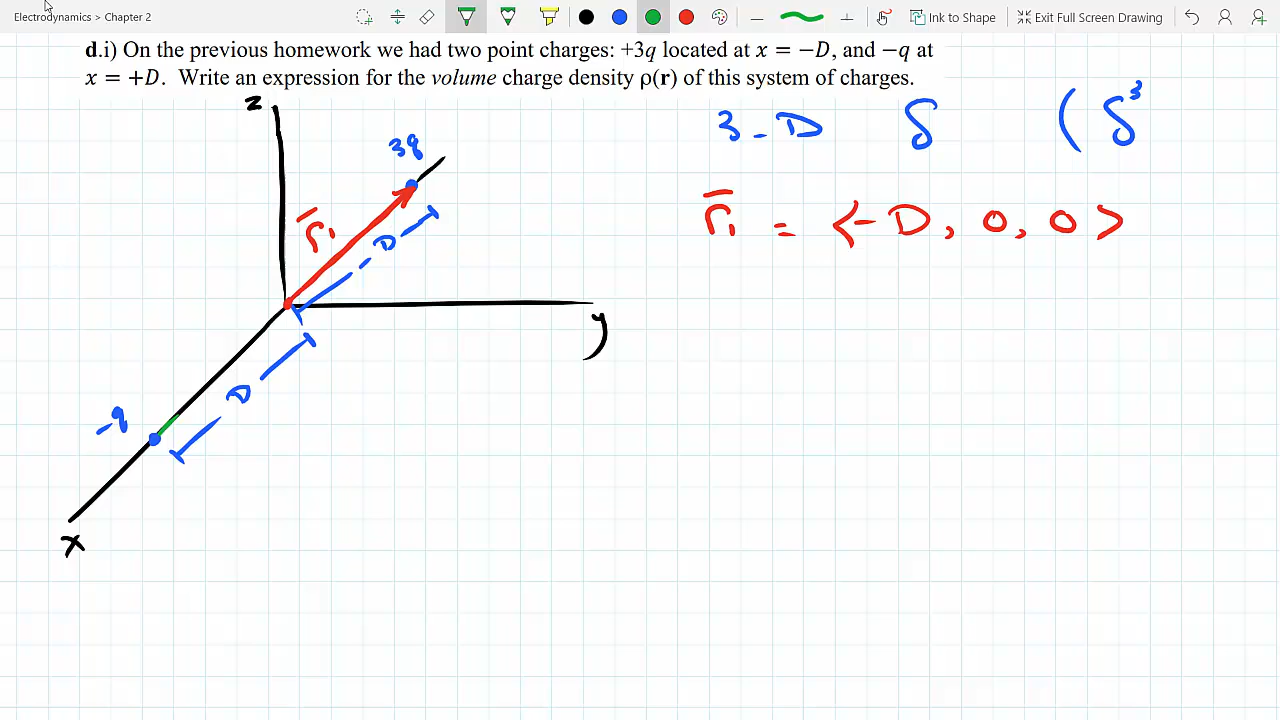 Electrodynamics > Chapter 2
Ink to Shape
Exit Full Screen Drawing
d.i) On the previous homework we had two point charges: +3q located at x = −D, and −q at
x = +D. Write an expression for the volume charge density ρ(r) of this system of charges.
z
3q
3-D δ (δ³
r̄₁
r̄₁ = <-D, 0, 0>
D
y
D
-q
x